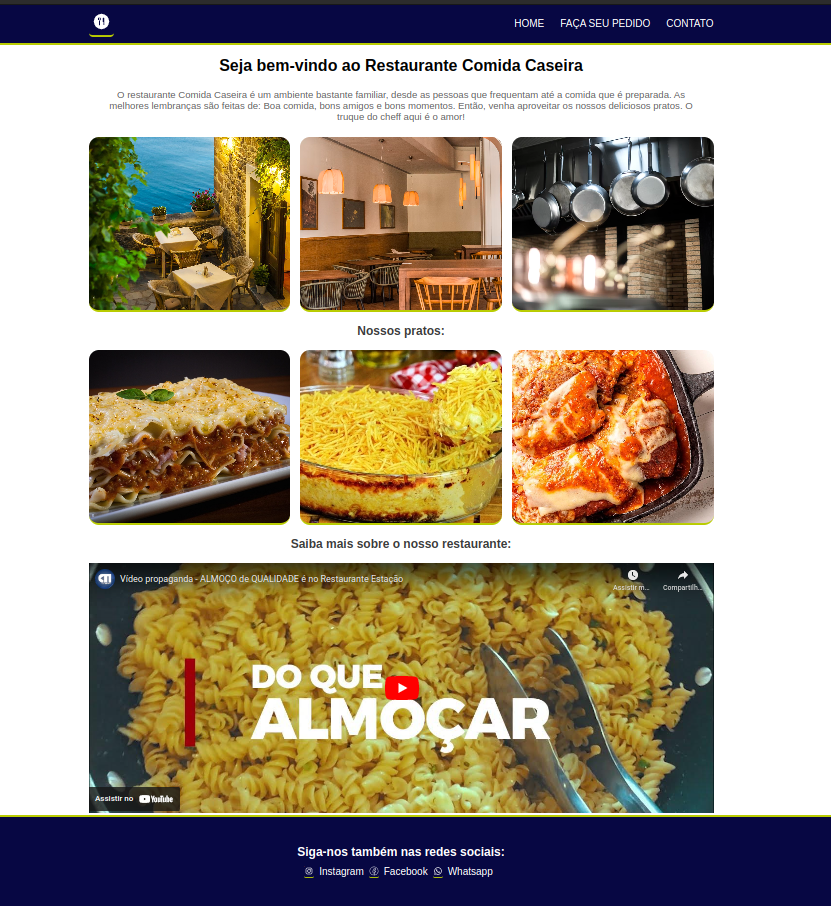 HOME FAÇA SEU PEDIDO CONTATO
Seja bem-vindo ao Restaurante Comida Caseira
O restaurante Comida Caseira é um ambiente bastante familiar, desde as pessoas que frequentam até a comida que é preparada. As
melhores lembranças são feitas de: Boa comida, bons amigos e bons momentos. Então, venha aproveitar os nossos deliciosos pratos. O
truque do cheff aqui é o amor!
Nossos pratos:
Saiba mais sobre o nosso restaurante:
Vídeo propaganda - ALMOÇO de QUALIDADE é no Restaurante Estação
Assistir m... Compartilh...
DO QUE
ALMOÇAR
Assistir no YouTube
Siga-nos também nas redes sociais:
Instagram Facebook Whatsapp